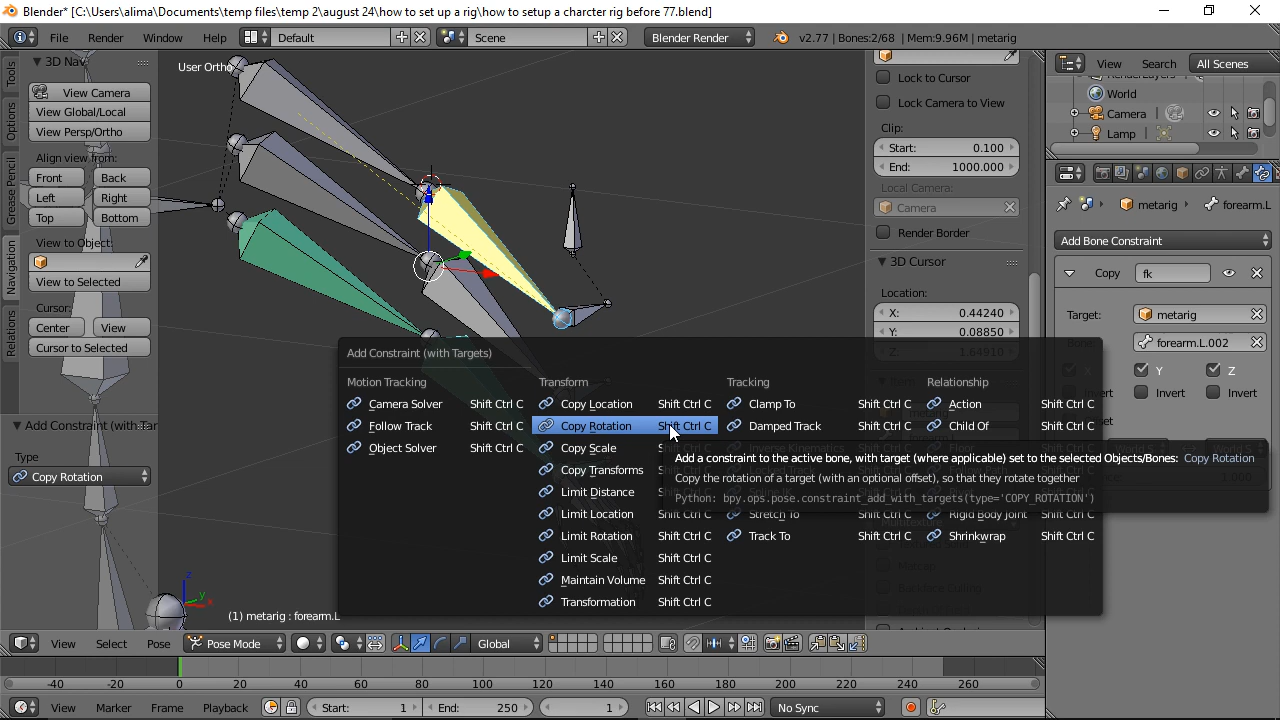 Blender* [C:\Users\alima\Documents\temp files\temp 2\august 24\how to set up a rig\how to setup a charcter rig before 77.blend]
File Render Window Help Default Scene Blender Render v2.77 | Bones:2/68 | Mem:9.96M | metarig
Tools
Options
Grease Pencil
Navigation
Relations
3D Nav
View Camera
View Global/Local
View Persp/Ortho
Align view from:
Front Back
Left Right
Top Bottom
View to Object:
View to Selected
Cursor:
Center View
Cursor to Selected
Add Constraint (with Tar
Type
Copy Rotation
User Ortho
Add Constraint (with Targets)
Motion Tracking
Camera Solver Shift Ctrl C
Follow Track Shift Ctrl C
Object Solver Shift Ctrl C
Transform
Copy Location Shift Ctrl C
Copy Rotation Shift Ctrl C
Copy Scale
Copy Transforms
Limit Distance
Limit Location Shift Ctrl C
Limit Rotation Shift Ctrl C
Limit Scale Shift Ctrl C
Maintain Volume Shift Ctrl C
Transformation Shift Ctrl C
Tracking
Clamp To Shift Ctrl C
Damped Track Shift Ctrl C
Stretch To Shift Ctrl C
Track To Shift Ctrl C
Relationship
Action Shift Ctrl C
Child Of Shift Ctrl C
Rigid Body Joint Shift Ctrl C
Shrinkwrap Shift Ctrl C
Add a constraint to the active bone, with target (where applicable) set to the selected Objects/Bones: Copy Rotation
Copy the rotation of a target (with an optional offset), so that they rotate together
Python: bpy.ops.pose.constraint_add_with_targets(type='COPY_ROTATION')
z
y
x
(1) metarig : forearm.L
Lock to Cursor
Lock Camera to View
Clip:
Start: 0.100
End: 1000.000
Local Camera:
Camera
Render Border
3D Cursor
Location:
X: 0.44240
Y: 0.08850
Z: 1.64910
View Search All Scenes
RenderLayers
World
Camera
Lamp
metarig forearm.L
Add Bone Constraint
Copy fk
Target: metarig
forearm.L.002
Y Z
Invert Invert
View Select Pose Pose Mode Global
-40 -20 0 20 40 60 80 100 120 140 160 180 200 220 240 260
View Marker Frame Playback Start: 1 End: 250 1 No Sync